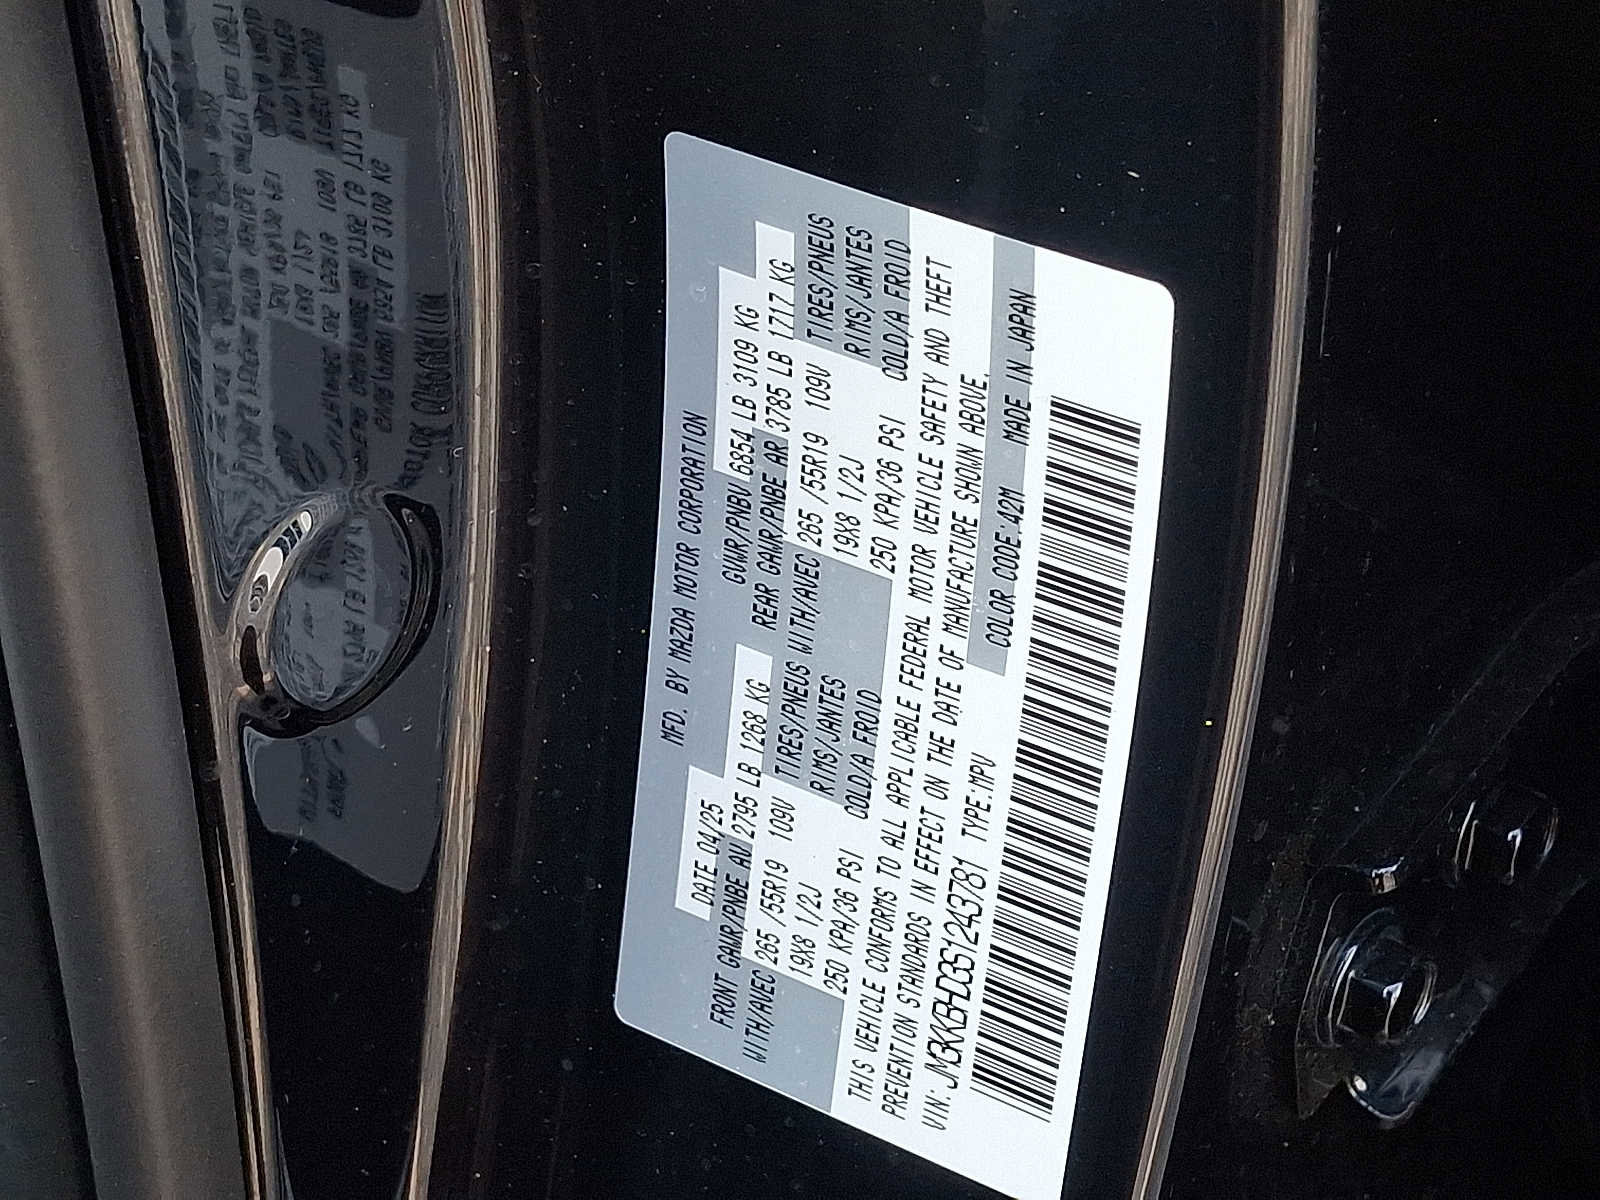 MFD. BY MAZDA MOTOR CORPORATION
DATE 04/25 GVWR/PNBV 6854 LB 3109 KG
FRONT GAWR/PNBE AU 2795 LB 1268 KG REAR GAWR/PNBE AR 3785 LB 1717 KG
WITH/AVEC 265 /55R19 109V TIRES/PNEUS WITH/AVEC 265 /55R19 109V TIRES/PNEUS
19X8 1/2J RIMS/JANTES 19X8 1/2J RIMS/JANTES
250 KPA/36 PSI COLD/A FROID 250 KPA/36 PSI COLD/A FROID
THIS VEHICLE CONFORMS TO ALL APPLICABLE FEDERAL MOTOR VEHICLE SAFETY AND THEFT
PREVENTION STANDARDS IN EFFECT ON THE DATE OF MANUFACTURE SHOWN ABOVE.
VIN: JM3KKBHD3S1243781 TYPE:MPV COLOR CODE:42M MADE IN JAPAN